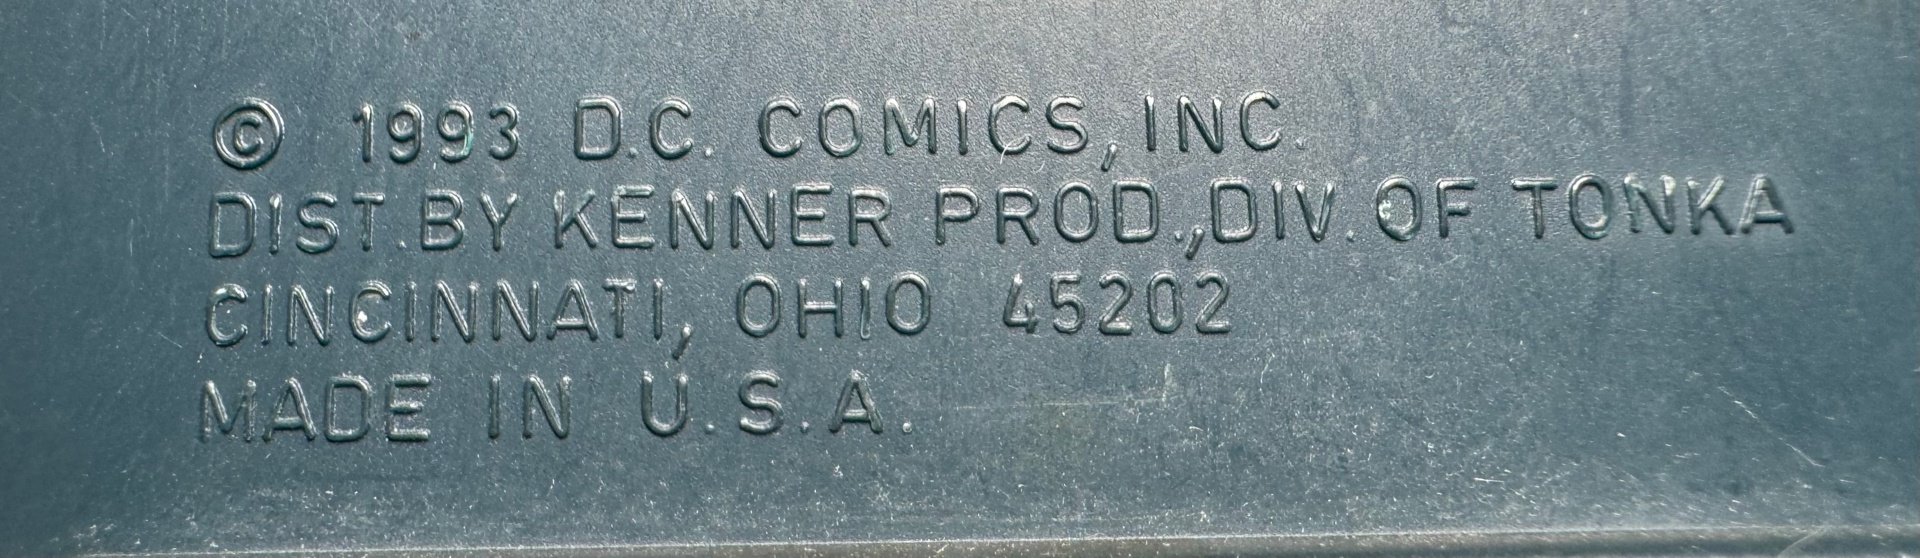 © 1993 D.C. COMICS, INC.
DIST.BY KENNER PROD.,DIV. OF TONKA
CINCINNATI, OHIO 45202
MADE IN U.S.A.